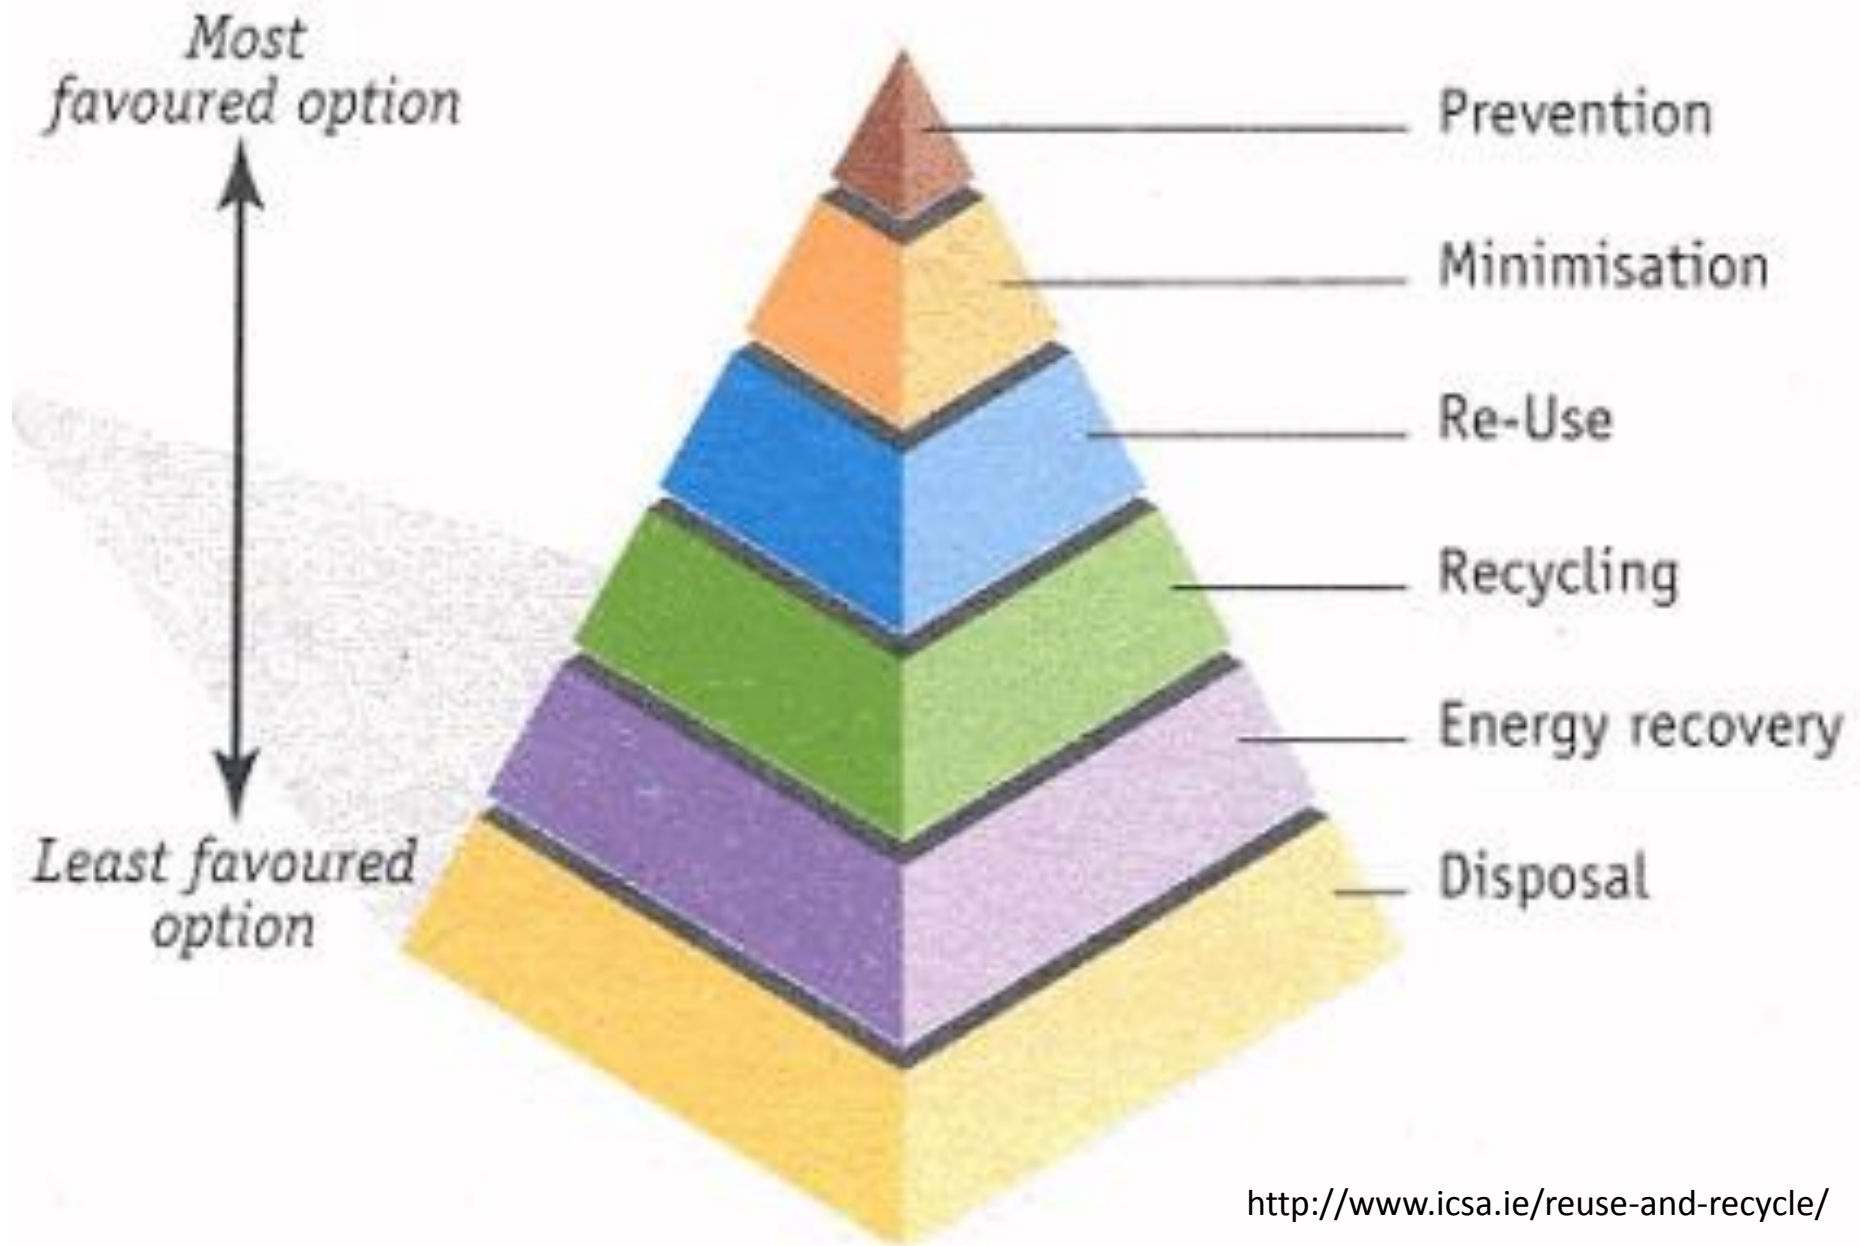 Most
favoured option
Prevention
Minimisation
Re-Use
Recycling
Energy recovery
Disposal
Least favoured
option
http://www.icsa.ie/reuse-and-recycle/